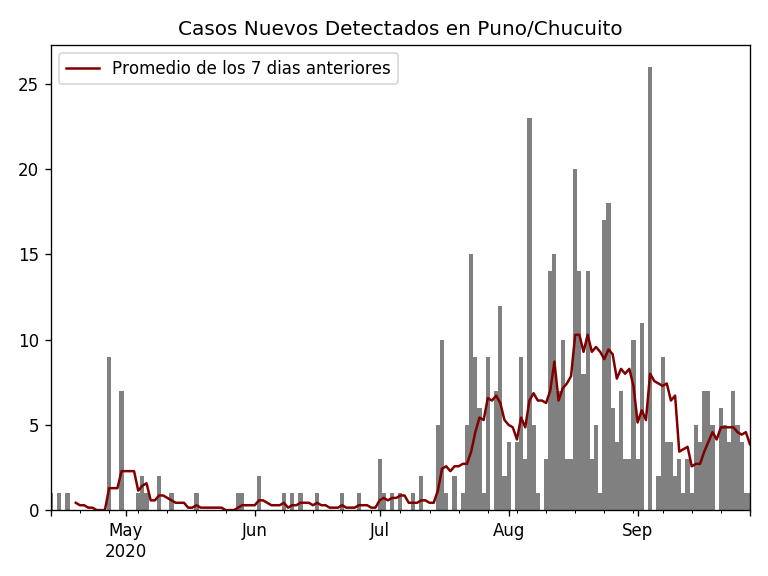 Casos Nuevos Detectados en Puno/Chucuito
Promedio de los 7 dias anteriores
25
20
15
10
5
0
May Jun Jul Aug Sep
2020